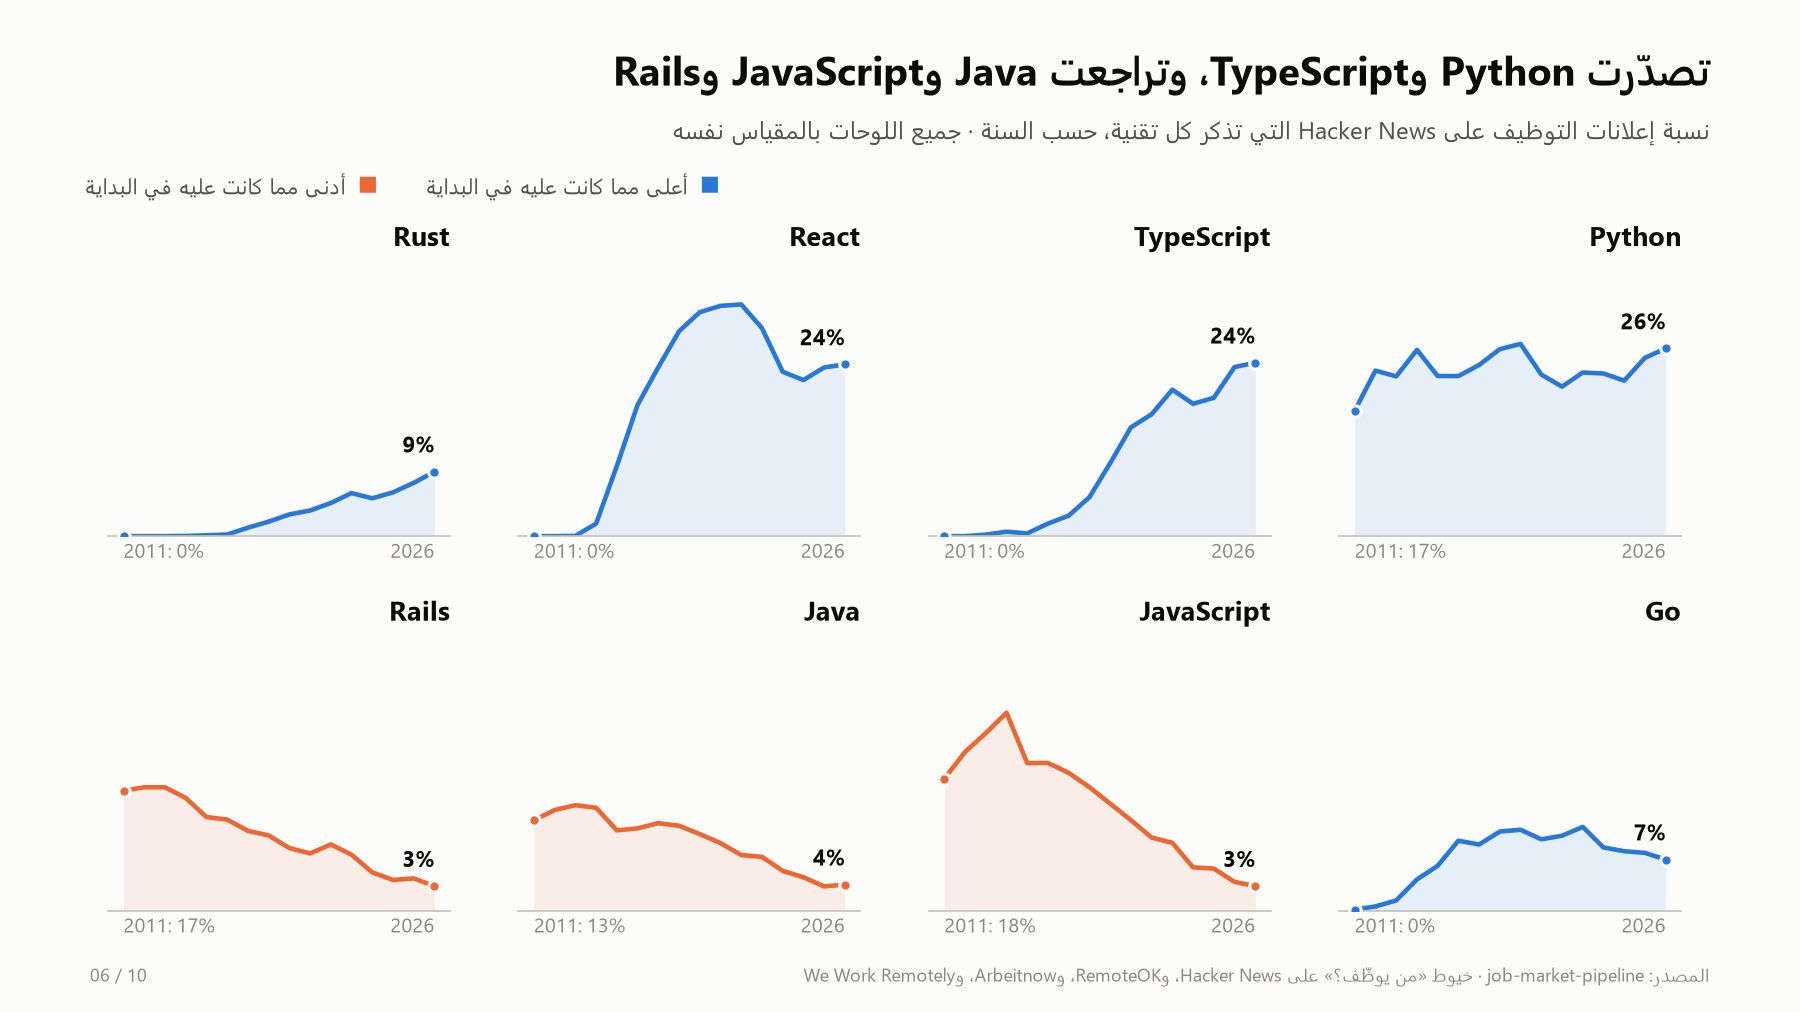 تصدّرت Python وTypeScript، وتراجعت Java وJavaScript وRails
نسبة إعلانات التوظيف على Hacker News التي تذكر كل تقنية، حسب السنة · جميع اللوحات بالمقياس نفسه
أعلى مما كانت عليه في البداية
أدنى مما كانت عليه في البداية
Python
26%
2011: 17%
2026
TypeScript
24%
2011: 0%
2026
React
24%
2011: 0%
2026
Rust
9%
2011: 0%
2026
Go
7%
2011: 0%
2026
JavaScript
3%
2011: 18%
2026
Java
4%
2011: 13%
2026
Rails
3%
2011: 17%
2026
المصدر: job-market-pipeline · خيوط «من يوظّف؟» على Hacker News، وRemoteOK، وArbeitnow، وWe Work Remotely
06 / 10